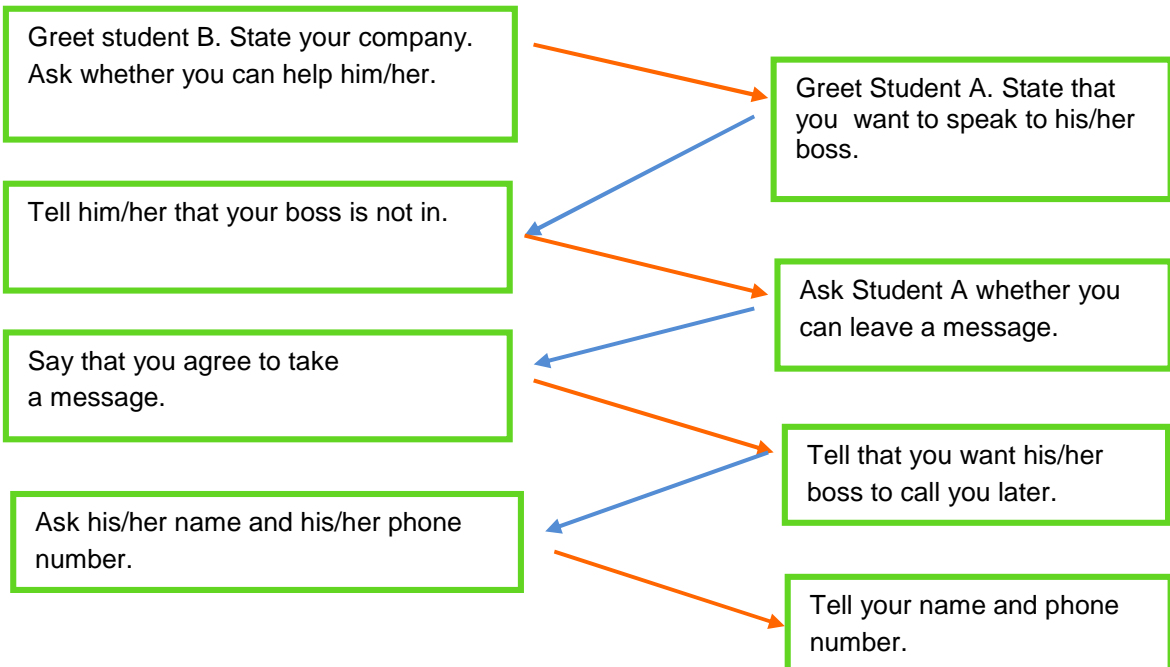 Greet student B. State your company.
Ask whether you can help him/her.
Greet Student A. State that
you want to speak to his/her
boss.
Tell him/her that your boss is not in.
Ask Student A whether you
can leave a message.
Say that you agree to take
a message.
Tell that you want his/her
boss to call you later.
Ask his/her name and his/her phone
number.
Tell your name and phone
number.